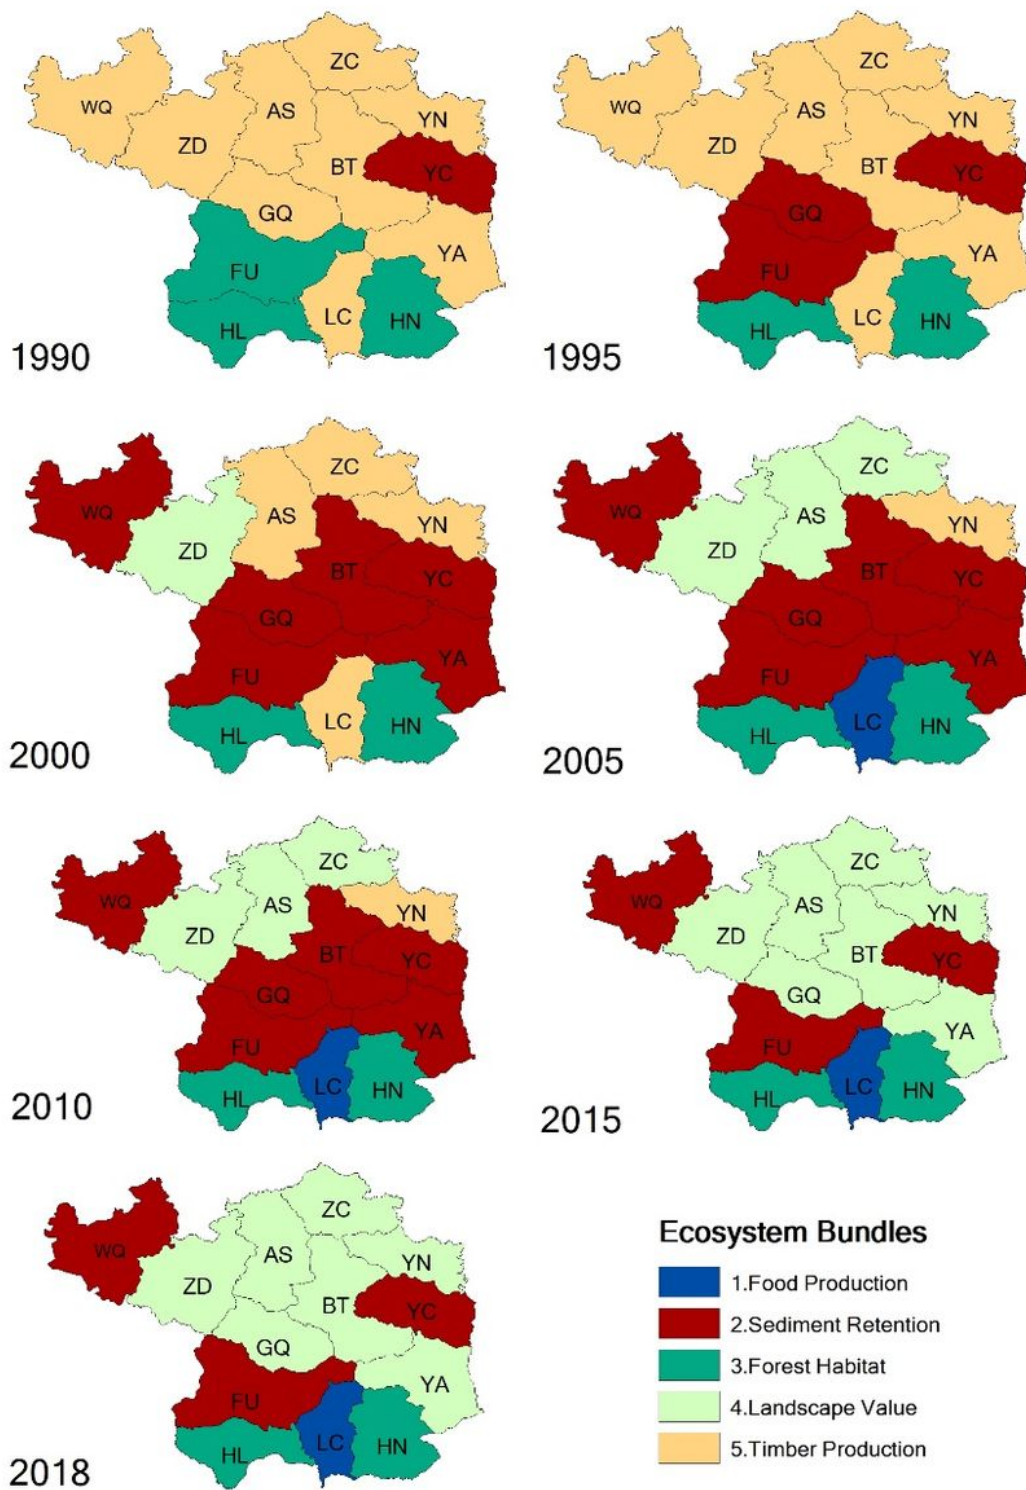 ZC
WQ
AS
YN
ZD
BT
YC
GQ
YA
FU
LC
HL
HN
1990
ZC
WQ
AS
YN
ZD
BT
YC
GQ
YA
FU
LC
HL
HN
1995
ZC
WQ
AS
YN
ZD
BT
YC
GQ
YA
FU
LC
HL
HN
2000
ZC
WQ
AS
YN
ZD
BT
YC
GQ
YA
FU
LC
HL
HN
2005
ZC
WQ
AS
YN
ZD
BT
YC
GQ
YA
FU
LC
HL
HN
2010
ZC
WQ
AS
YN
ZD
BT
YC
GQ
YA
FU
LC
HL
HN
2015
ZC
WQ
AS
YN
ZD
BT
YC
GQ
YA
FU
LC
HL
HN
2018
Ecosystem Bundles
1.Food Production
2.Sediment Retention
3.Forest Habitat
4.Landscape Value
5.Timber Production